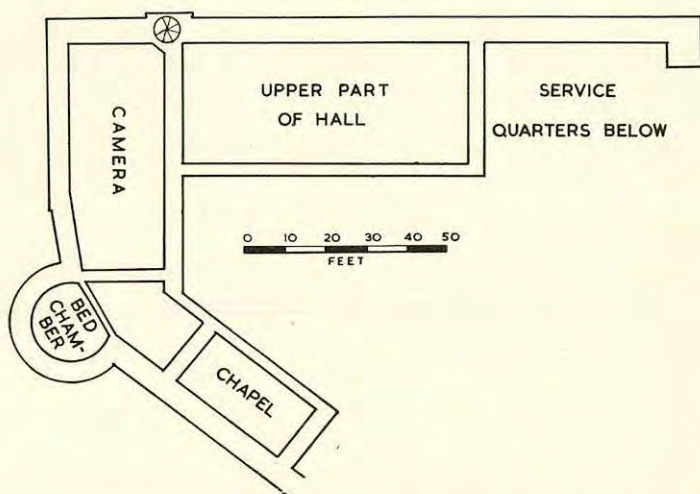 UPPER PART
OF HALL
SERVICE
QUARTERS BELOW
CAMERA
0 10 20 30 40 50
FEET
BED
CHAM-
BER
CHAPEL